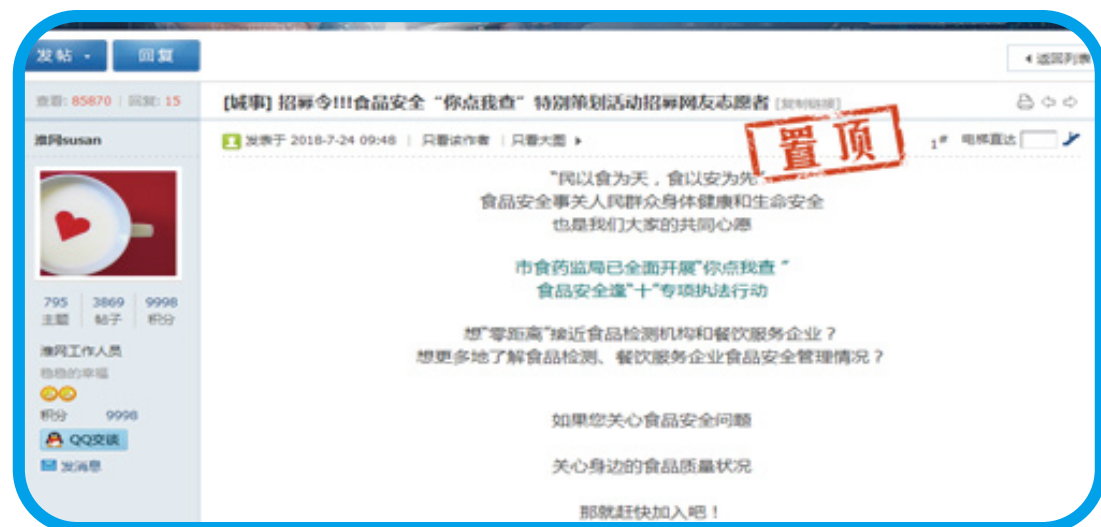 发帖
回复
返回列表
查看: 85870 | 回复: 15
[城事] 招募令!!!食品安全“你点我查”特别策划活动招募网友志愿者 [复制链接]
淮网susan
发表于 2018-7-24 09:48 | 只看该作者 | 只看大图
置顶
1# 电梯直达
“民以食为天，食以安为先”
食品安全事关人民群众身体健康和生命安全
也是我们大家的共同心愿
市食药监局已全面开展“你点我查”
食品安全逢“十”专项执法行动
想“零距离”接近食品检测机构和餐饮服务企业？
想更多地了解食品检测、餐饮服务企业食品安全管理情况？
如果您关心食品安全问题
关心身边的食品质量状况
那就赶快加入吧！
795 3869 9998
主题 帖子 积分
淮网工作人员
稳稳的幸福
积分 9998
QQ交谈
发消息